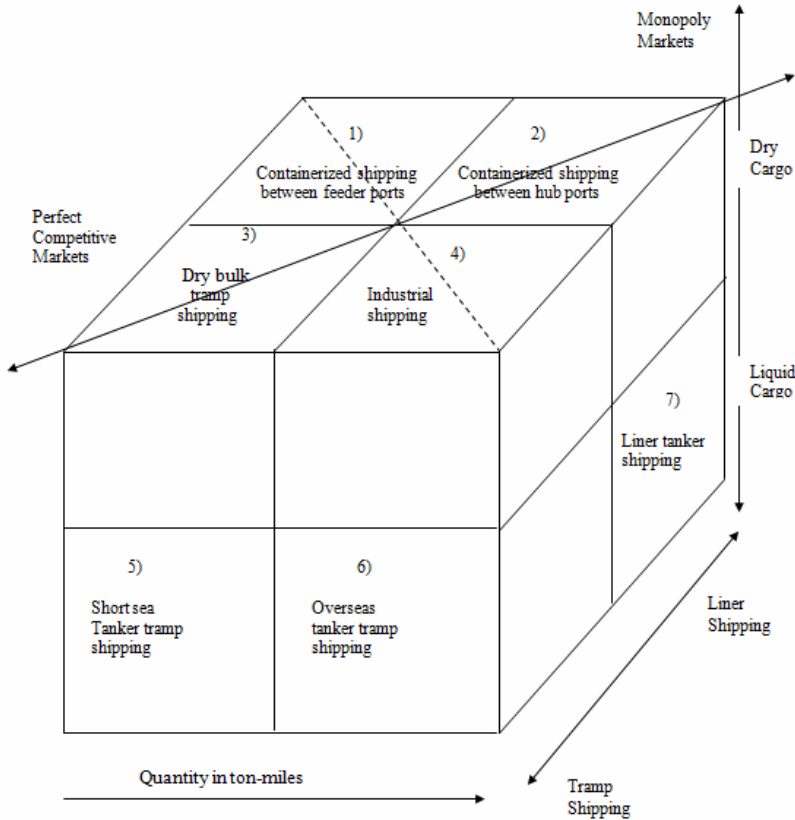 Monopoly
Markets
1)
2)
Dry
Cargo
Containerized shipping
between feeder ports
Containerized shipping
between hub ports
Perfect
Competitive
Markets
3)
4)
Dry bulk
tramp
shipping
Industrial
shipping
Liquid
Cargo
7)
Liner tanker
shipping
5)
6)
Short sea
Tanker tramp
shipping
Overseas
tanker tramp
shipping
Liner
Shipping
Quantity in ton-miles
Tramp
Shipping